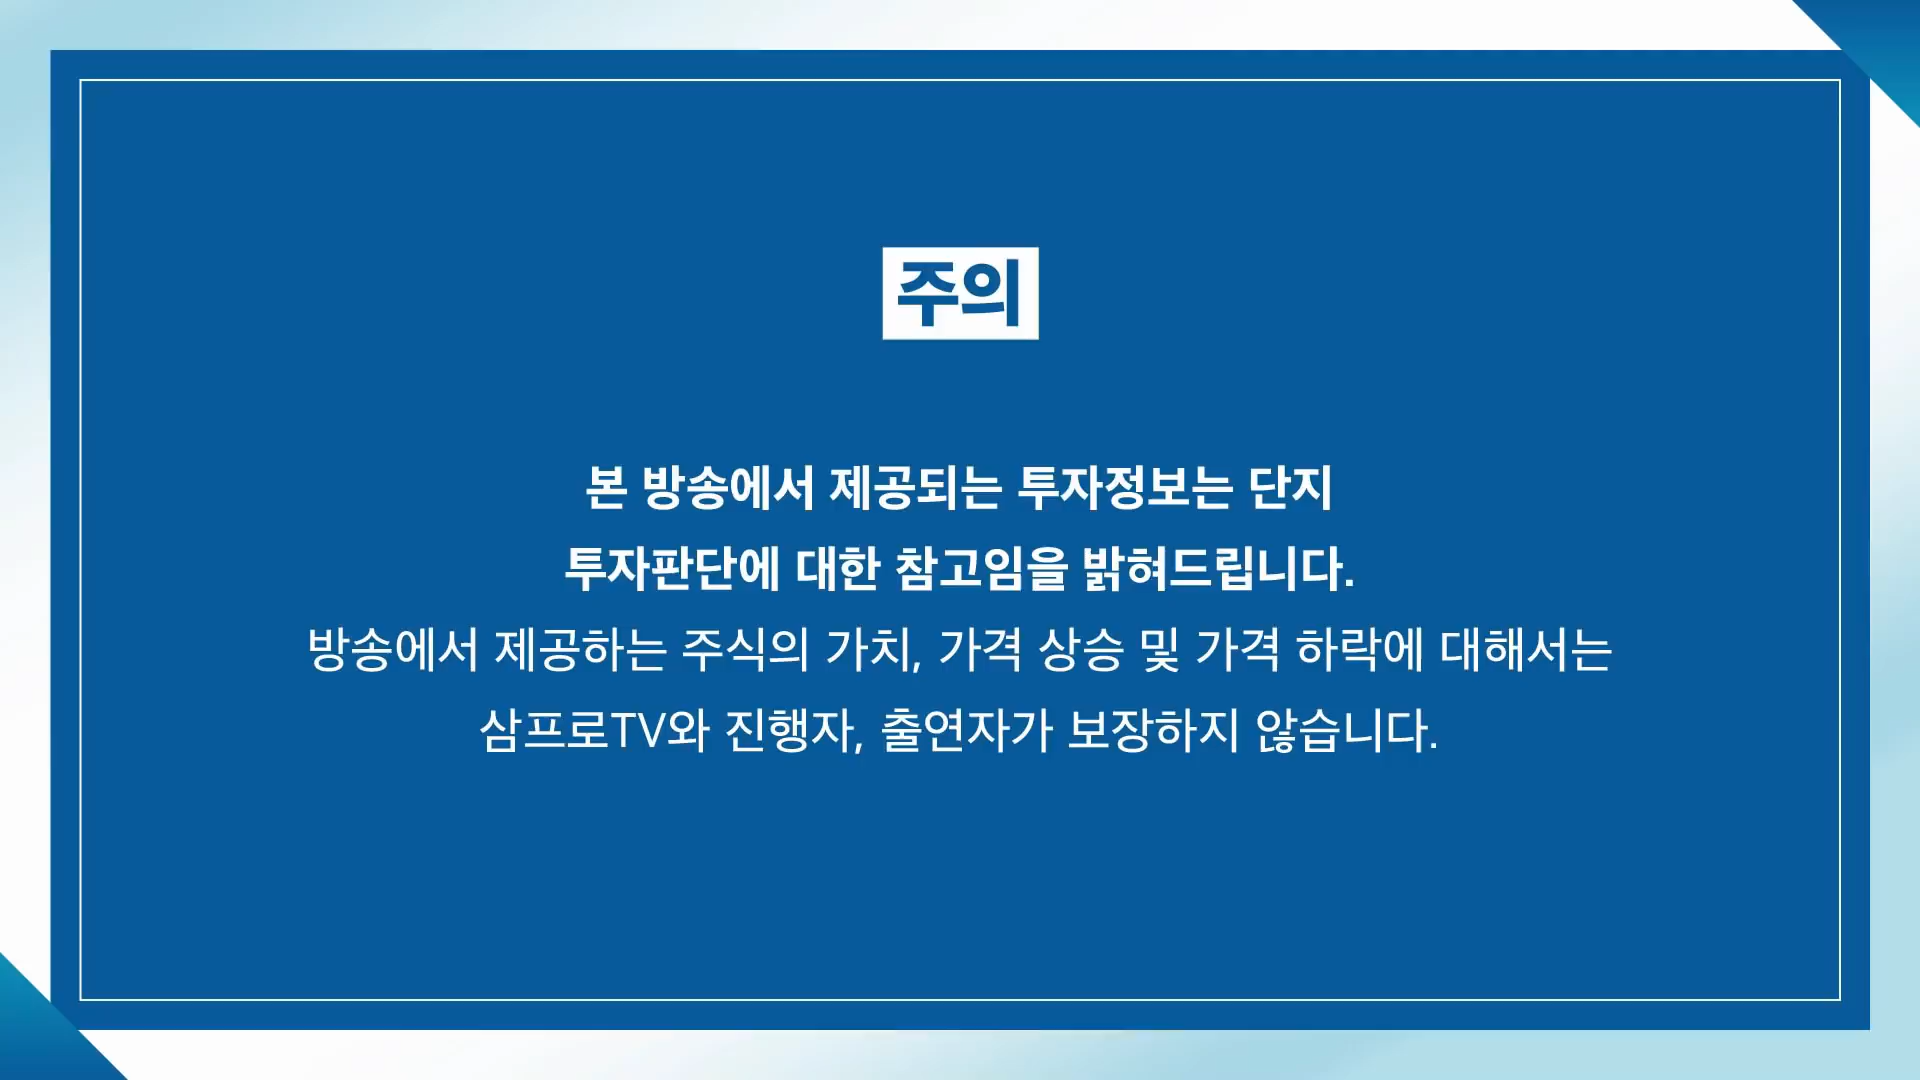 주의
본 방송에서 제공되는 투자정보는 단지
투자판단에 대한 참고임을 밝혀드립니다.
방송에서 제공하는 주식의 가치, 가격 상승 및 가격 하락에 대해서는
삼프로TV와 진행자, 출연자가 보장하지 않습니다.